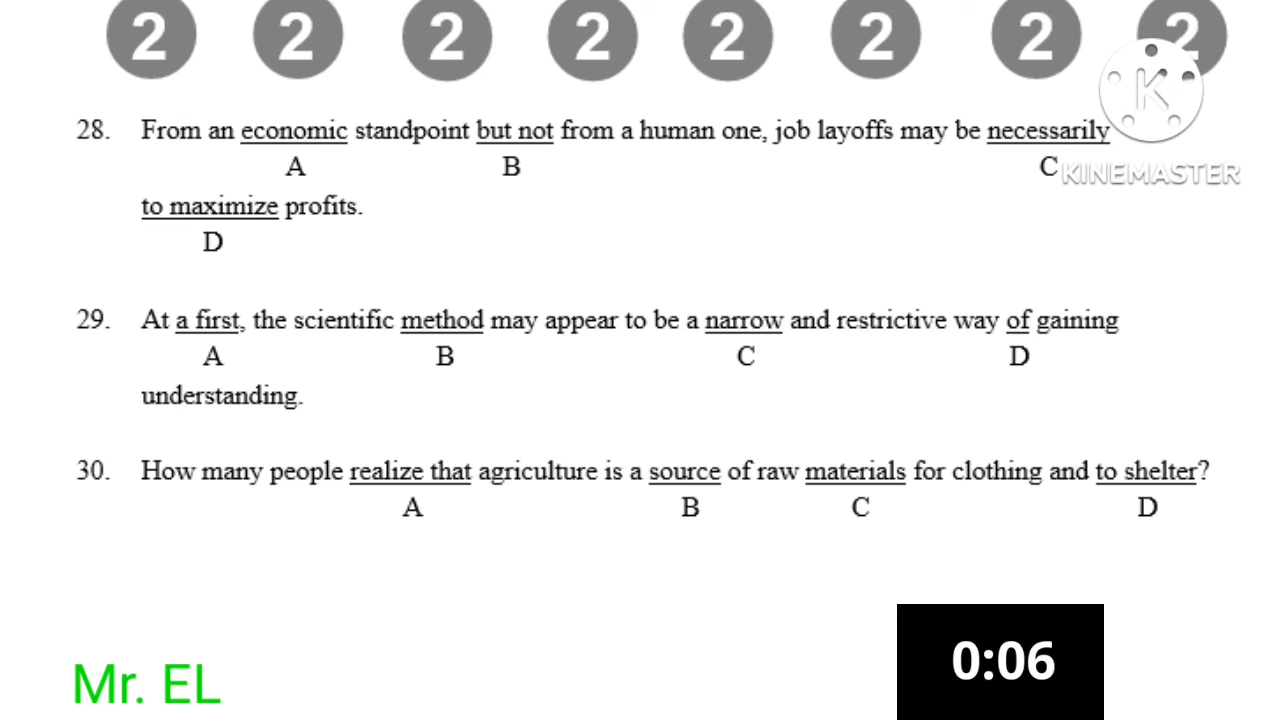 2 2 2 2 2 2 2 2
28. From an economic standpoint but not from a human one, job layoffs may be necessarily
A B C
K
KINEMASTER
to maximize profits.
D
29. At a first, the scientific method may appear to be a narrow and restrictive way of gaining
A B C D
understanding.
30. How many people realize that agriculture is a source of raw materials for clothing and to shelter?
A B C D
Mr. EL
0:06